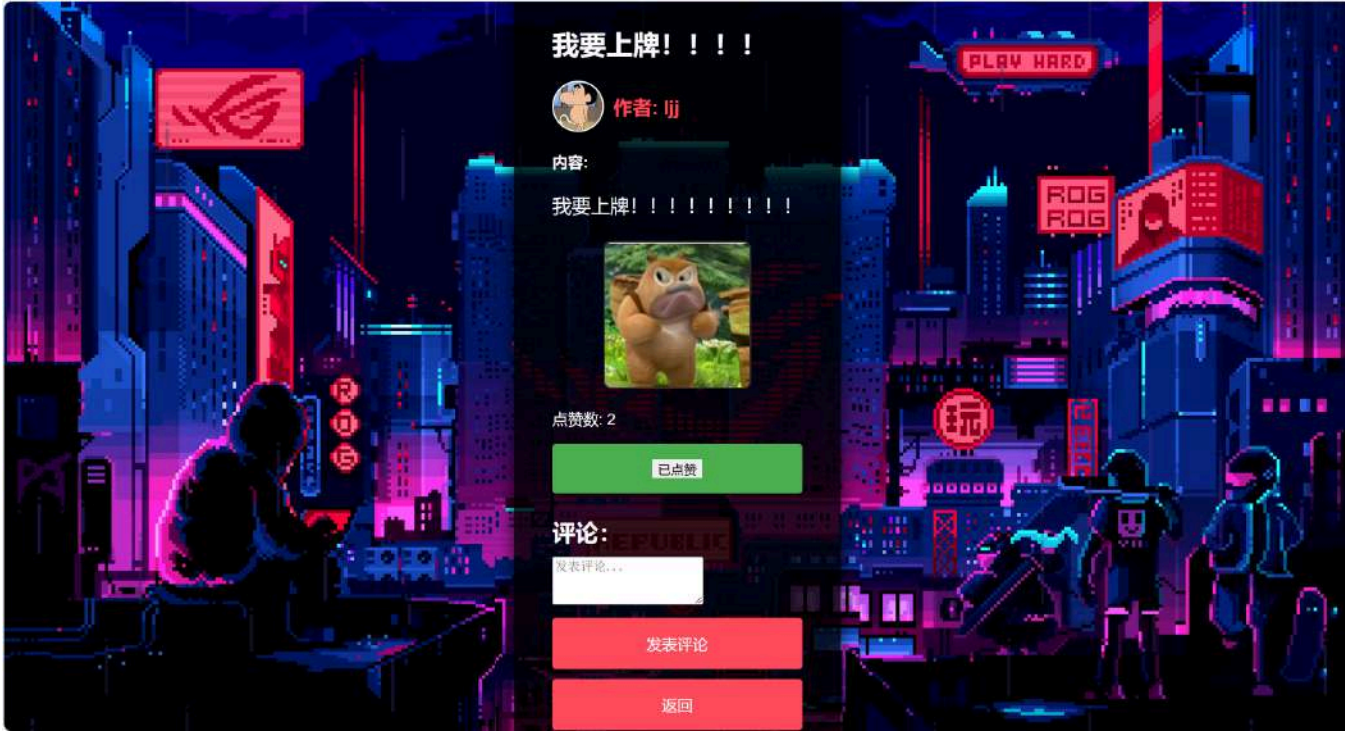 我要上牌！！！！
作者: ljj
内容:
我要上牌！！！！！！！！！
点赞数: 2
已点赞
评论：
发表评论...
发表评论
返回
PLAY HARD
ROG
ROG
R
O
G
玩
REPUBLIC